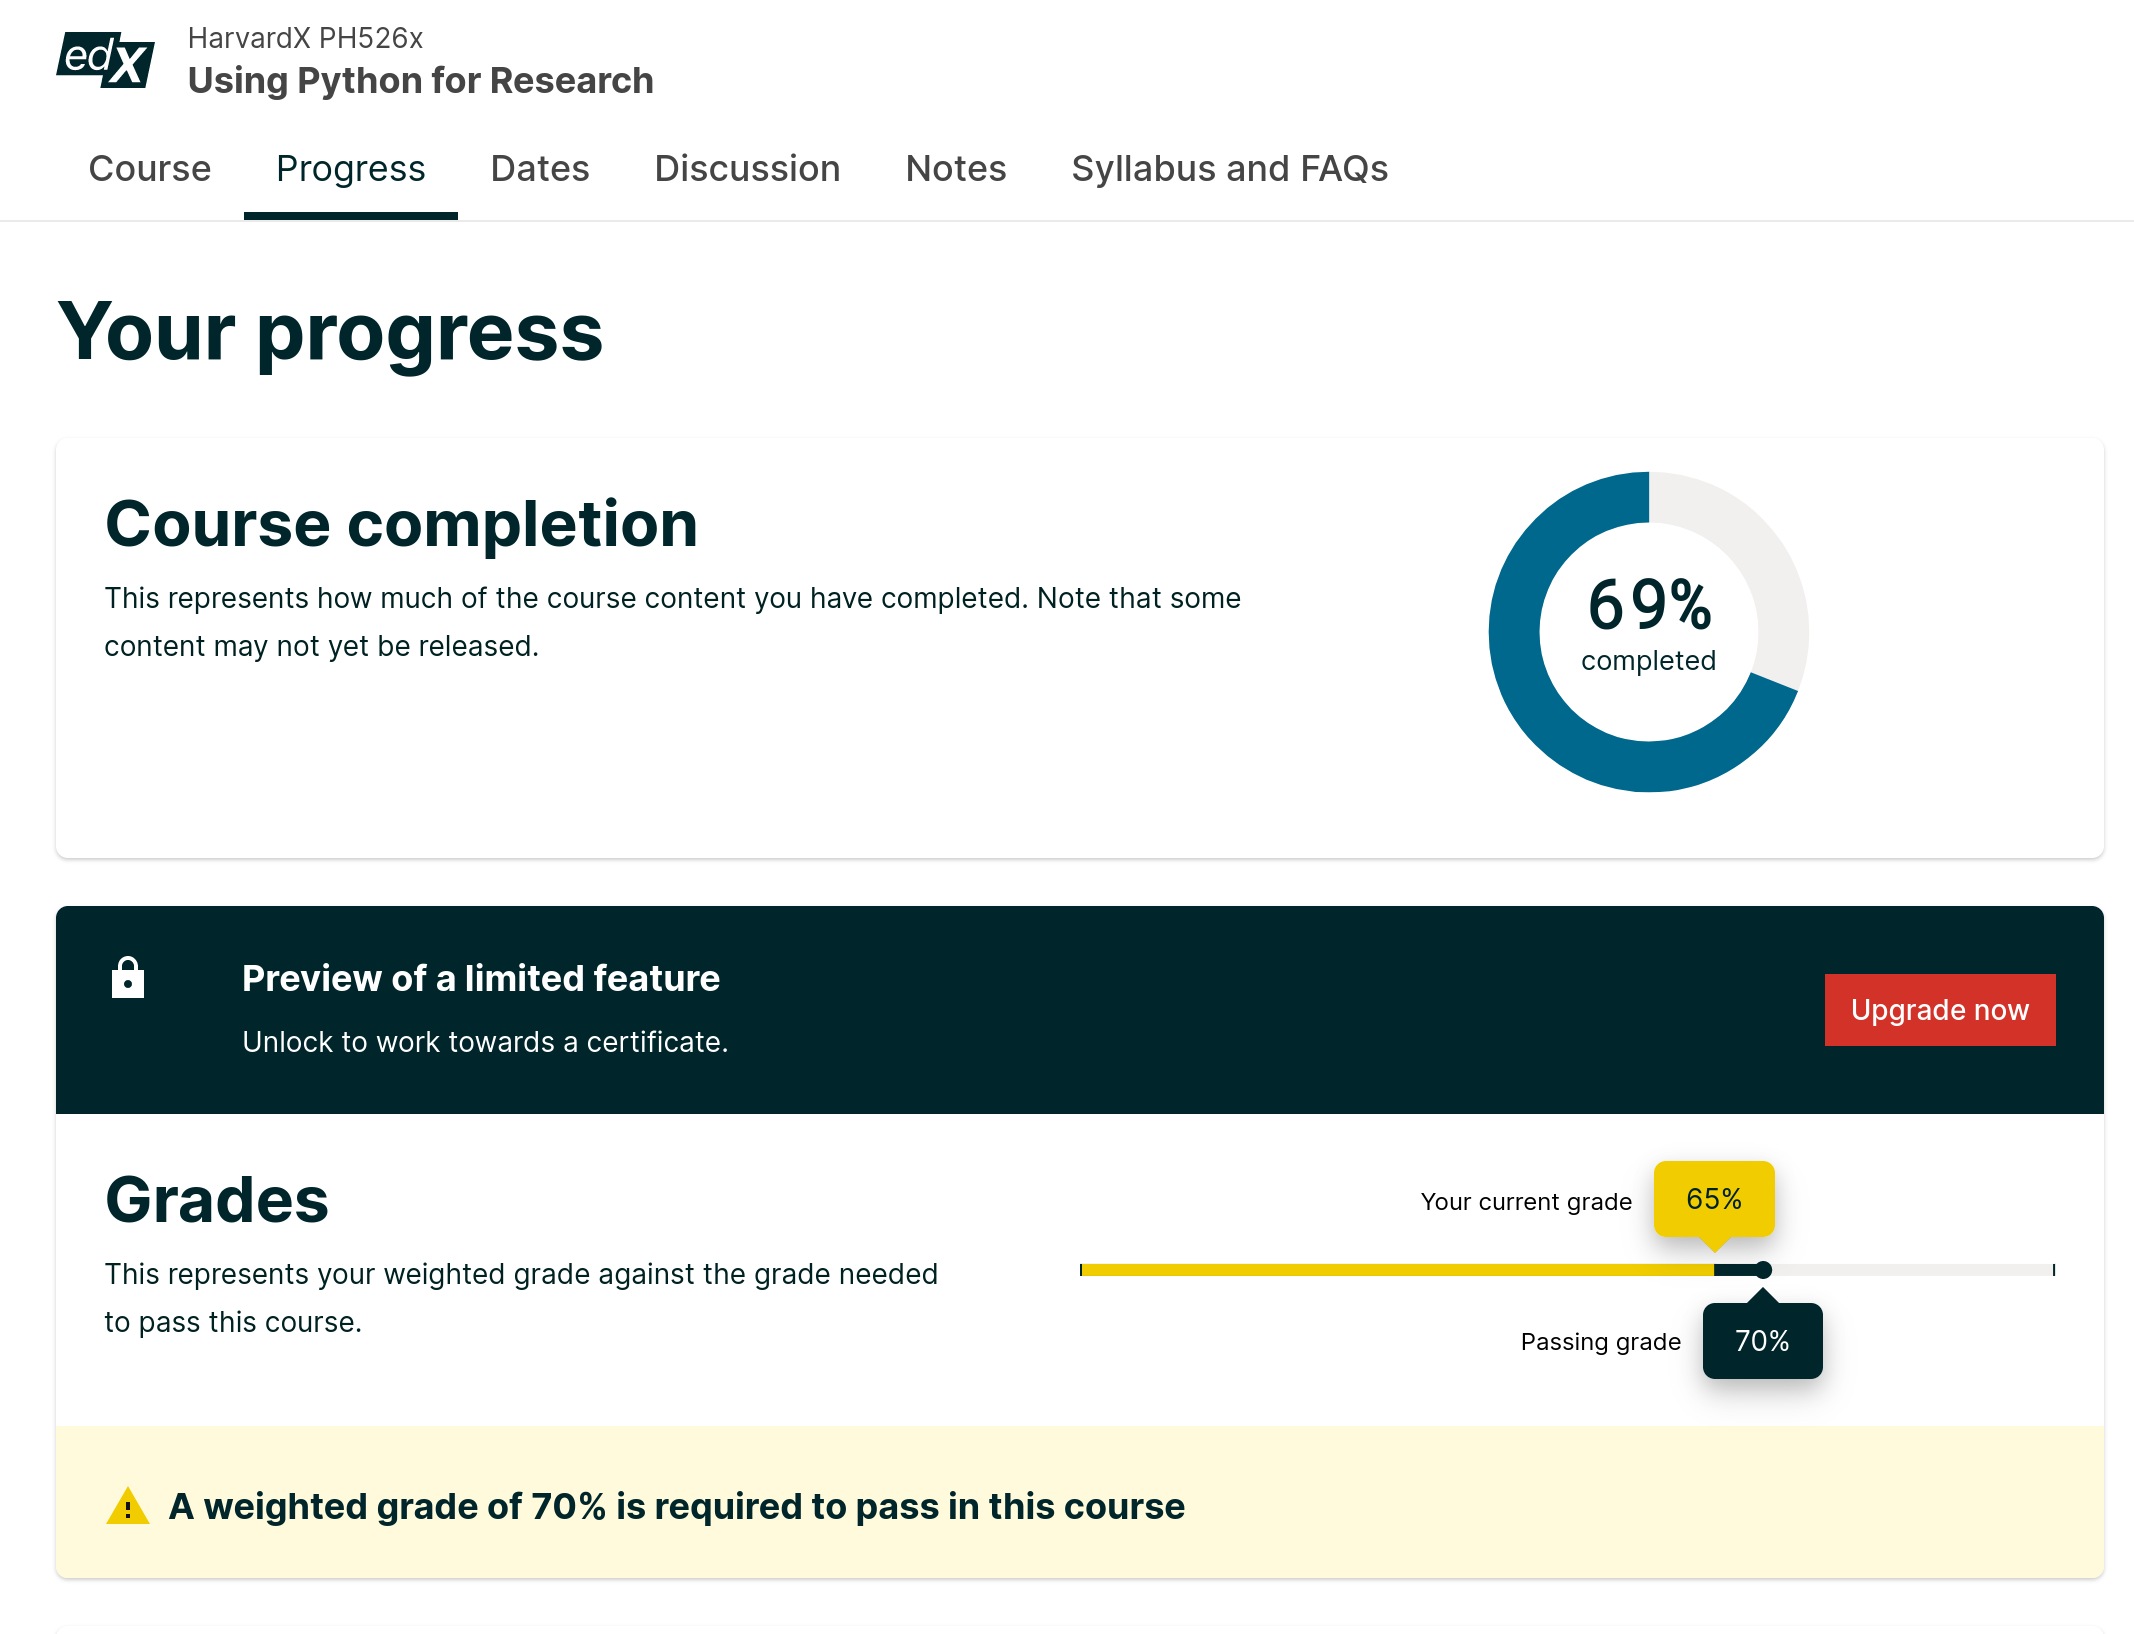 edX
HarvardX PH526x
Using Python for Research
Course
Progress
Dates
Discussion
Notes
Syllabus and FAQs
Your progress
Course completion
This represents how much of the course content you have completed. Note that some
content may not yet be released.
69%
completed
Preview of a limited feature
Unlock to work towards a certificate.
Upgrade now
Grades
This represents your weighted grade against the grade needed
to pass this course.
Your current grade
65%
Passing grade
70%
A weighted grade of 70% is required to pass in this course